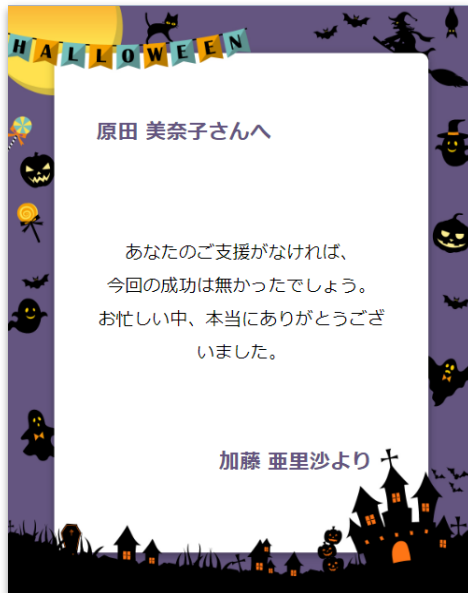 HALLOWEEN
原田 美奈子さんへ
あなたのご支援がなければ、
今回の成功は無かったでしょう。
お忙しい中、本当にありがとうござ
いました。
加藤 亜里沙より